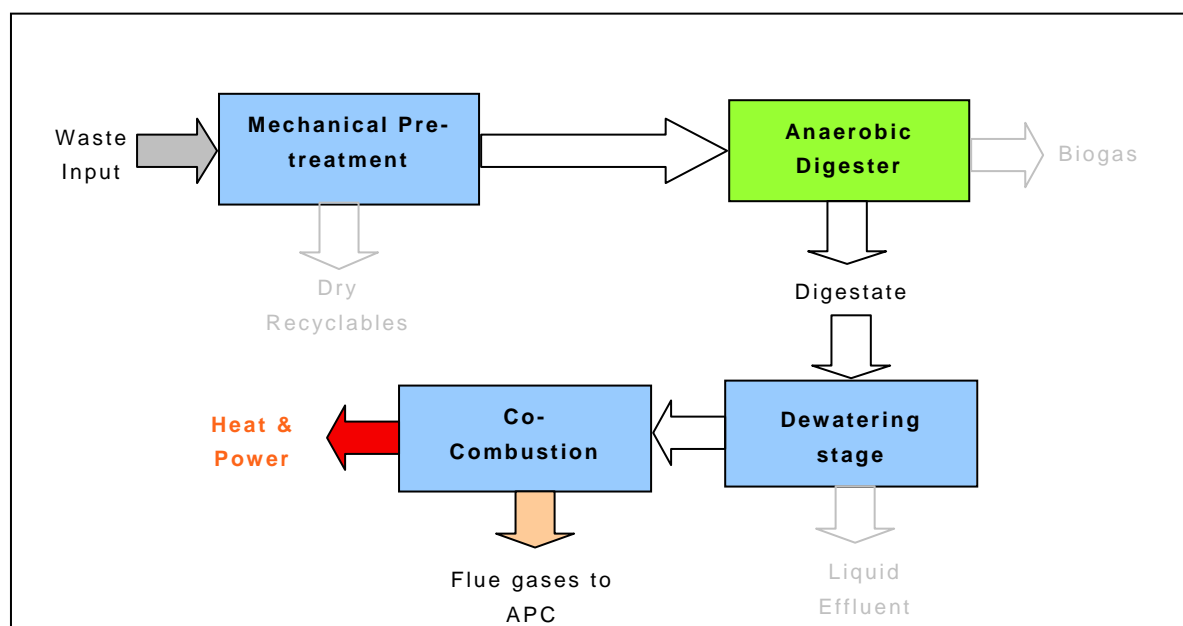 Waste
Input
Mechanical Pre-
treatment
Anaerobic
Digester
Biogas
Dry
Recyclables
Digestate
Heat &
Power
Co-
Combustion
Dewatering
stage
Flue gases to
APC
Liquid
Effluent